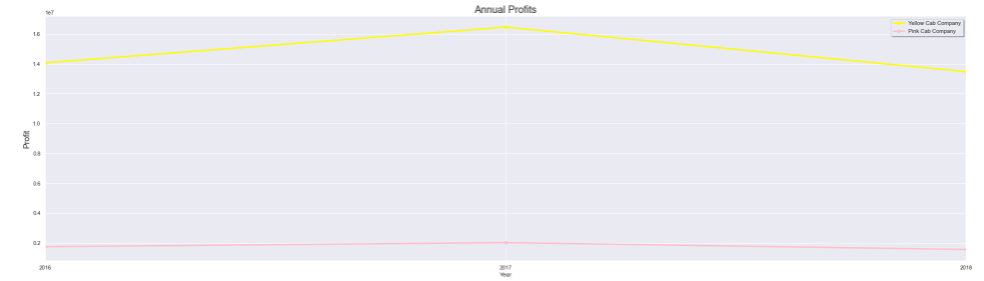 Annual Profits
1e7
Yellow Cab Company
Pink Cab Company
1.6
1.4
1.2
1.0
0.8
0.6
0.4
0.2
Profit
2016
2017
2018
Year